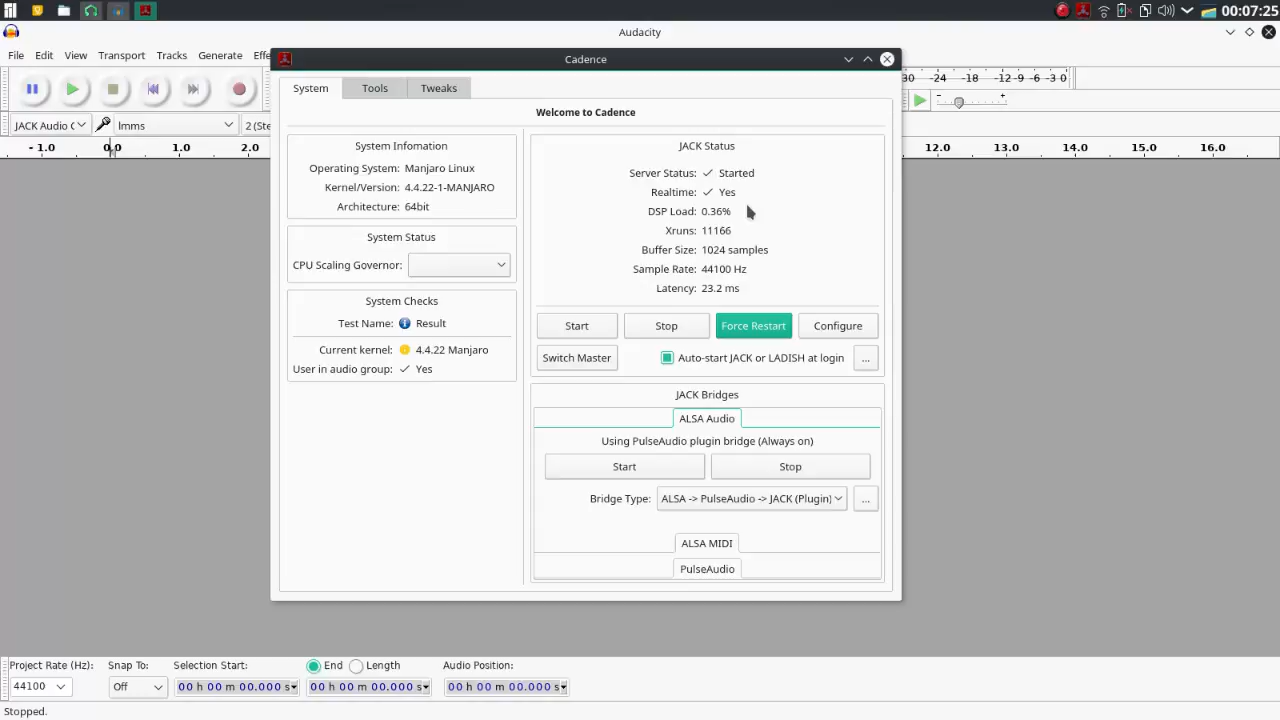 00:07:25
Audacity
File Edit View Transport Tracks Generate Effe
Cadence
System Tools Tweaks
Welcome to Cadence
System Infomation
Operating System: Manjaro Linux
Kernel/Version: 4.4.22-1-MANJARO
Architecture: 64bit
System Status
CPU Scaling Governor:
System Checks
Test Name: Result
Current kernel: 4.4.22 Manjaro
User in audio group: Yes
JACK Status
Server Status: Started
Realtime: Yes
DSP Load: 0.36%
Xruns: 11166
Buffer Size: 1024 samples
Sample Rate: 44100 Hz
Latency: 23.2 ms
Start Stop Force Restart Configure
Switch Master Auto-start JACK or LADISH at login ...
JACK Bridges
ALSA Audio
Using PulseAudio plugin bridge (Always on)
Start Stop
Bridge Type: ALSA -> PulseAudio -> JACK (Plugin) ...
ALSA MIDI
PulseAudio
30 -24 -18 -12 -9 -6 -3 0
- +
JACK Audio C lmms 2 (Ste
- 1.0 0.0 1.0 2.0 12.0 13.0 14.0 15.0 16.0
Project Rate (Hz): Snap To: Selection Start: End Length Audio Position:
44100 Off 00 h 00 m 00.000 s 00 h 00 m 00.000 s 00 h 00 m 00.000 s
Stopped.